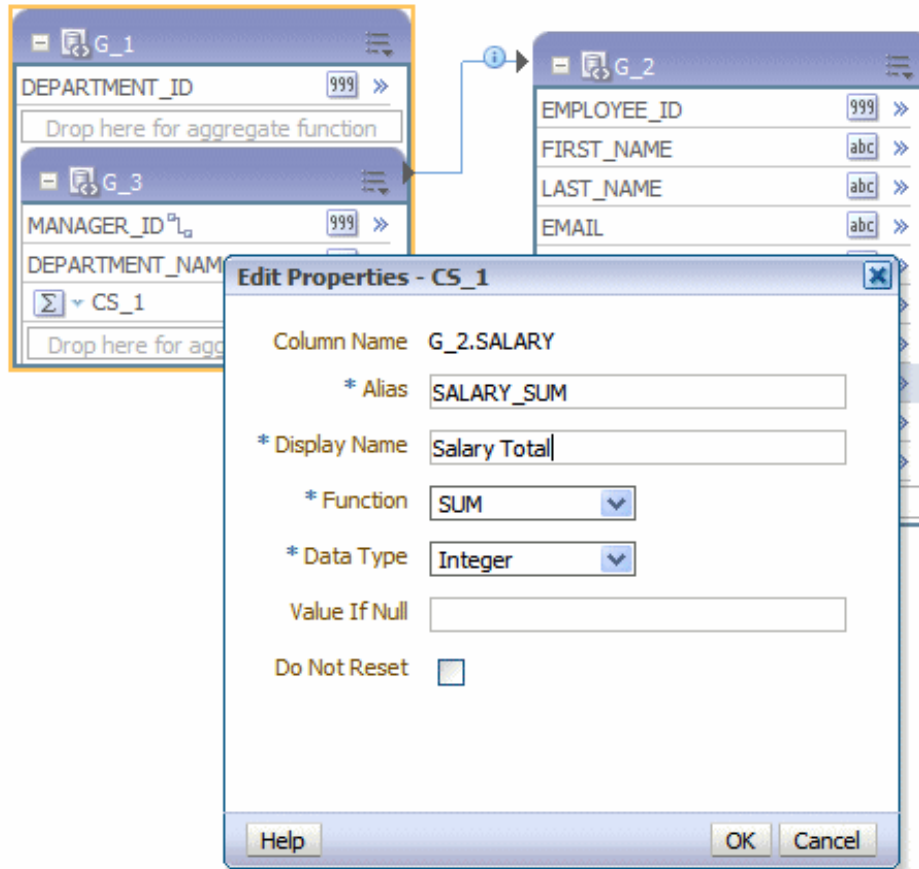 G_1
DEPARTMENT_ID 999
Drop here for aggregate function
G_3
MANAGER_ID 999
DEPARTMENT_NAM
CS_1
Drop here for agg
G_2
EMPLOYEE_ID 999
FIRST_NAME abc
LAST_NAME abc
EMAIL abc
Edit Properties - CS_1
Column Name G_2.SALARY
* Alias SALARY_SUM
* Display Name Salary Total
* Function SUM
* Data Type Integer
Value If Null
Do Not Reset
Help OK Cancel